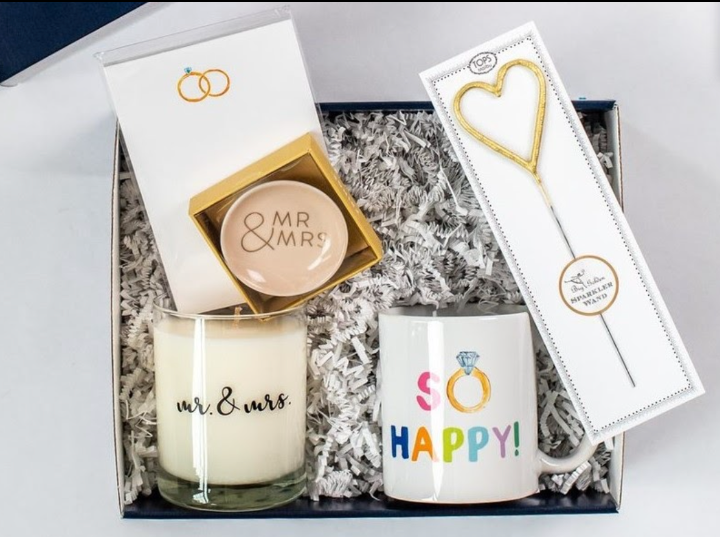 TOPS
& MR
MRS
SPARKLER
WAND
mr. & mrs.
SO
HAPPY!